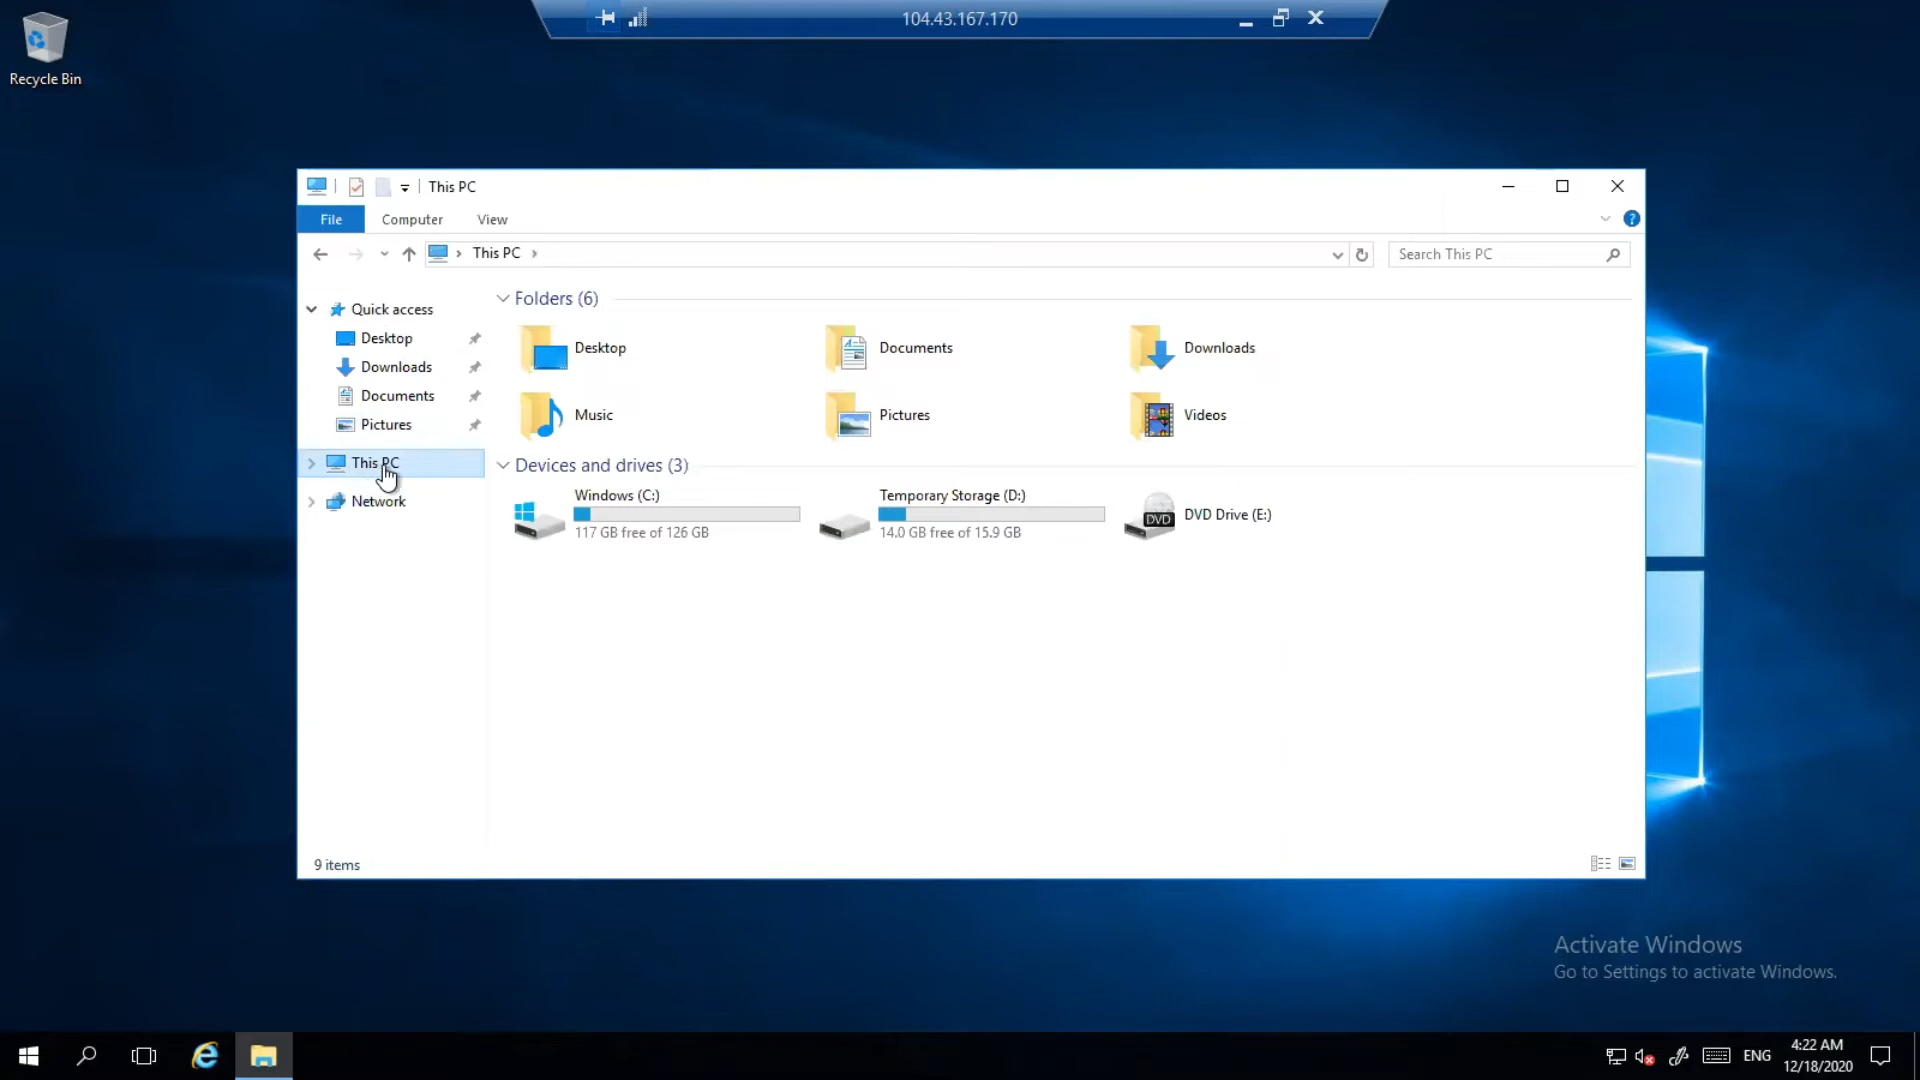 104.43.167.170
Recycle Bin
This PC
File Computer View
This PC
Search This PC
Quick access
Desktop
Downloads
Documents
Pictures
This PC
Network
Folders (6)
Desktop
Documents
Downloads
Music
Pictures
Videos
Devices and drives (3)
Windows (C:)
117 GB free of 126 GB
Temporary Storage (D:)
14.0 GB free of 15.9 GB
DVD
DVD Drive (E:)
9 items
Activate Windows
Go to Settings to activate Windows.
ENG
4:22 AM
12/18/2020